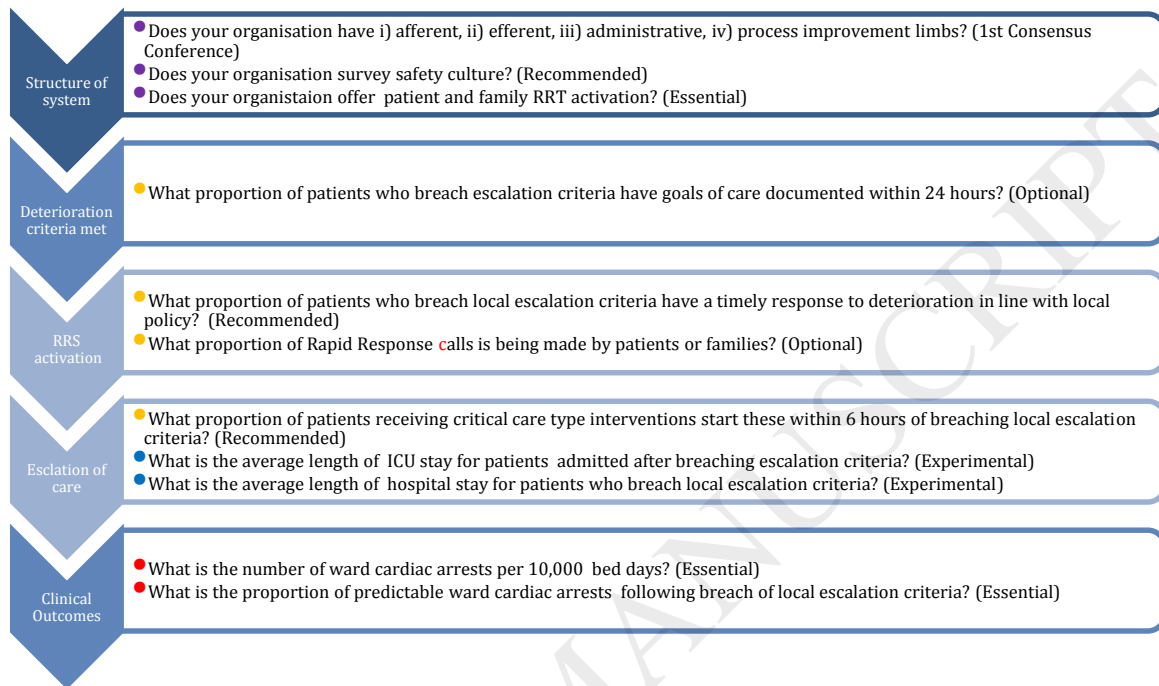 Structure of
system
Does your organisation have i) afferent, ii) efferent, iii) administrative, iv) process improvement limbs? (1st Consensus
Conference)
Does your organisation survey safety culture? (Recommended)
Does your organistaion offer patient and family RRT activation? (Essential)
Deterioration
criteria met
What proportion of patients who breach escalation criteria have goals of care documented within 24 hours? (Optional)
RRS
activation
What proportion of patients who breach local escalation criteria have a timely response to deterioration in line with local
policy? (Recommended)
What proportion of Rapid Response calls is being made by patients or families? (Optional)
Esclation of
care
What proportion of patients receiving critical care type interventions start these within 6 hours of breaching local escalation
criteria? (Recommended)
What is the average length of ICU stay for patients admitted after breaching escalation criteria? (Experimental)
What is the average length of hospital stay for patients who breach local escalation criteria? (Experimental)
Clinical
Outcomes
What is the number of ward cardiac arrests per 10,000 bed days? (Essential)
What is the proportion of predictable ward cardiac arrests following breach of local escalation criteria? (Essential)
MANUSCRIPT